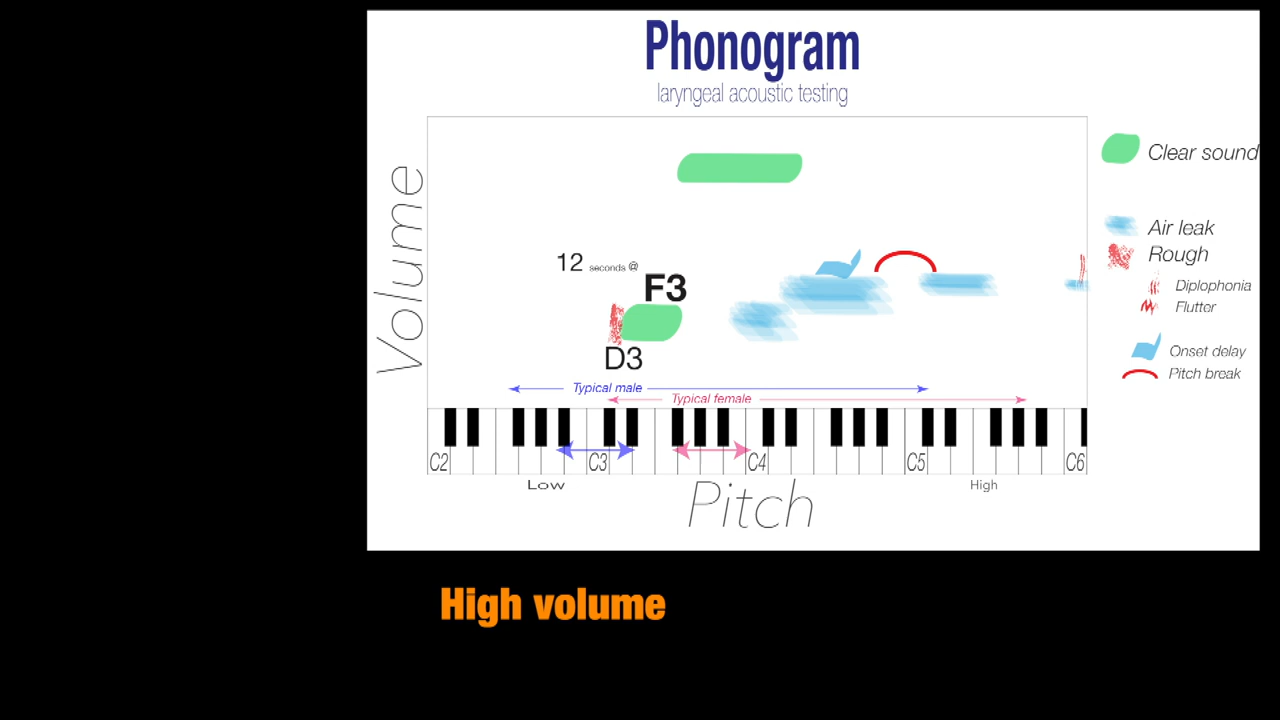 Phonogram
laryngeal acoustic testing
Volume
Clear sound
Air leak
Rough
Diplophonia
Flutter
Onset delay
Pitch break
12 seconds @
F3
D3
Typical male
Typical female
C2 C3 C4 C5 C6
Low High
Pitch
High volume